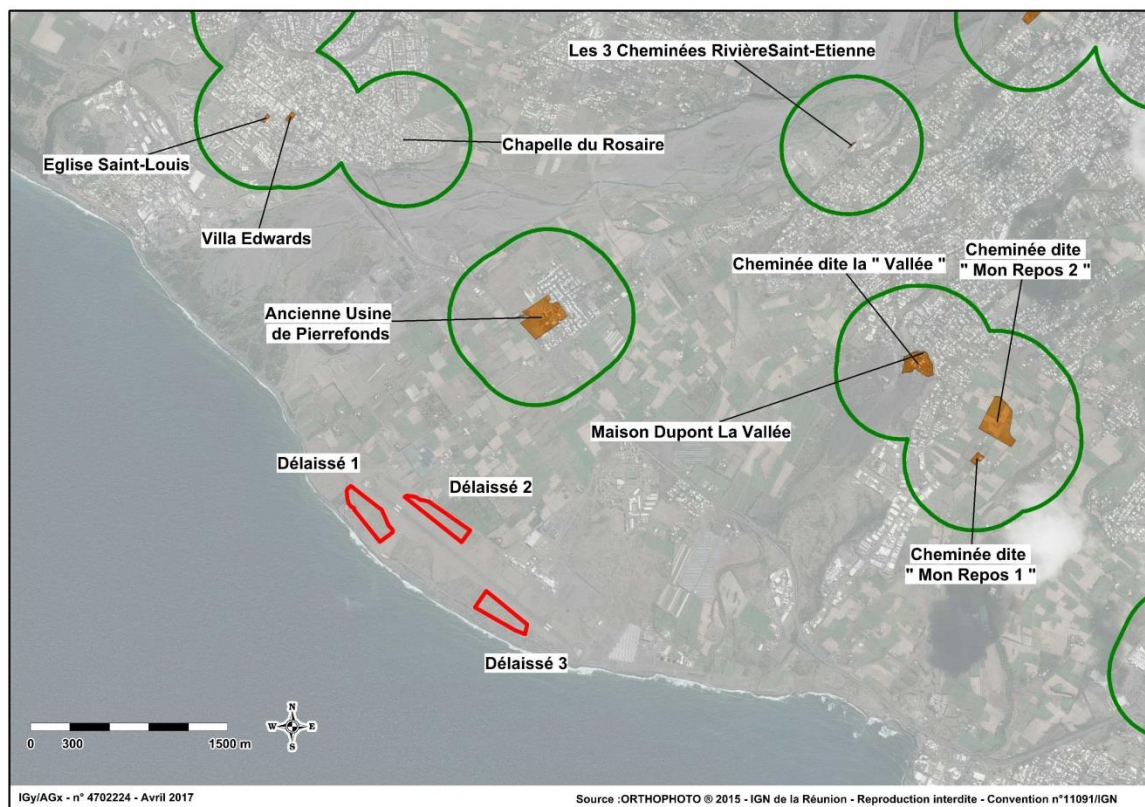 Les 3 Cheminées RivièreSaint-Etienne
Chapelle du Rosaire
Eglise Saint-Louis
Villa Edwards
Cheminée dite
" Mon Repos 2 "
Cheminée dite la " Vallée "
Ancienne Usine
de Pierrefonds
Maison Dupont La Vallée
Délaissé 1
Délaissé 2
Cheminée dite
" Mon Repos 1 "
Délaissé 3
N
W E
S
0 300 1500 m
IGy/AGx - n° 4702224 - Avril 2017
Source :ORTHOPHOTO ® 2015 - IGN de la Réunion - Reproduction interdite - Convention n°11091/IGN